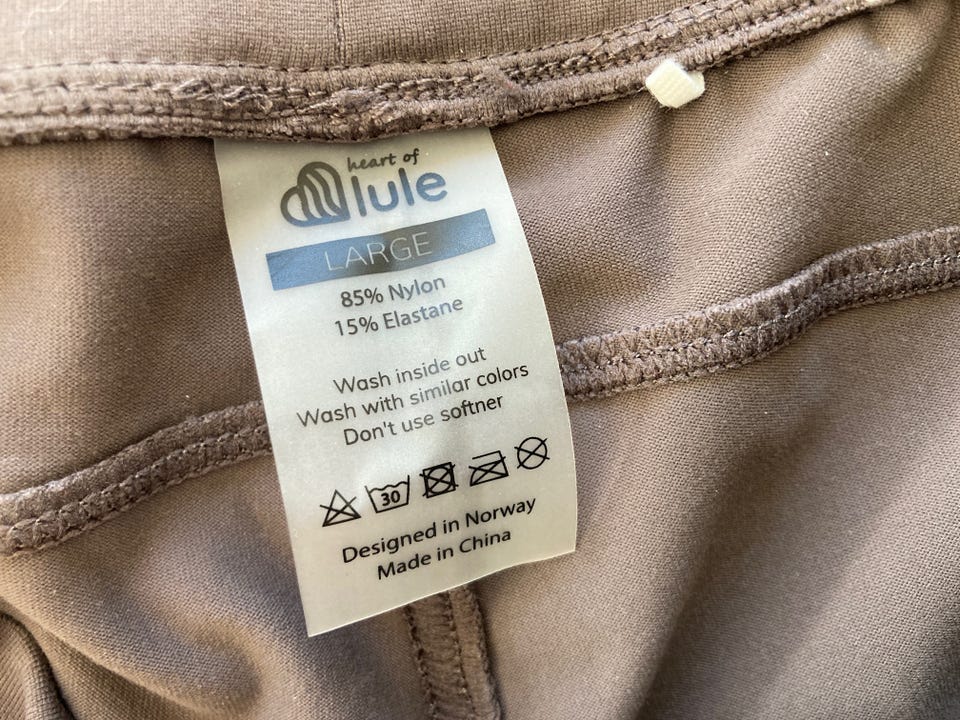 heart of
lule
LARGE
85% Nylon
15% Elastane
Wash inside out
Wash with similar colors
Don't use softner
30
Designed in Norway
Made in China